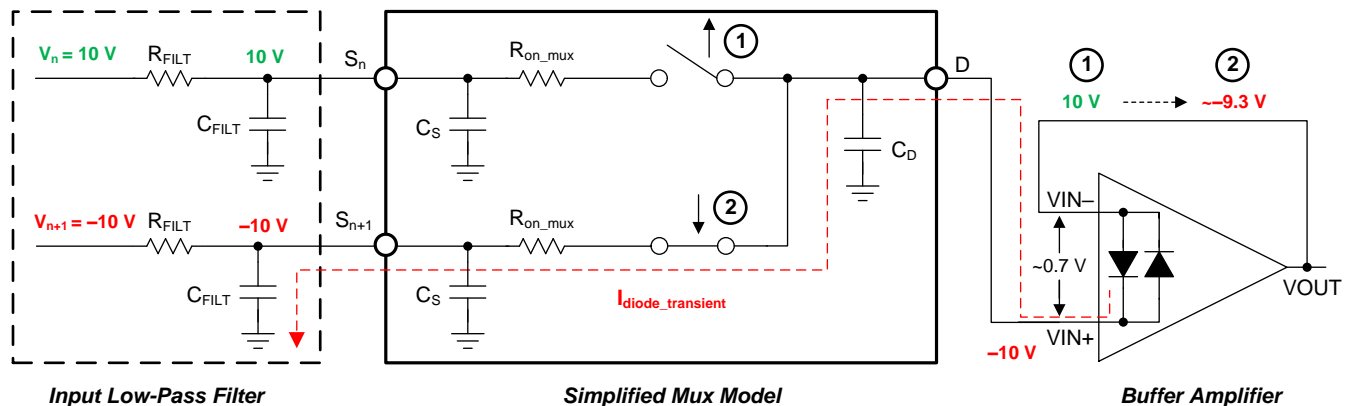 Vn = 10 V
RFILT
10 V
Sn
Ron_mux
1
D
1
2
10 V
~–9.3 V
CFILT
CS
CD
Vn+1 = –10 V
RFILT
–10 V
Sn+1
Ron_mux
2
VIN–
~0.7 V
CFILT
CS
Idiode_transient
VOUT
VIN+
–10 V
Input Low-Pass Filter
Simplified Mux Model
Buffer Amplifier